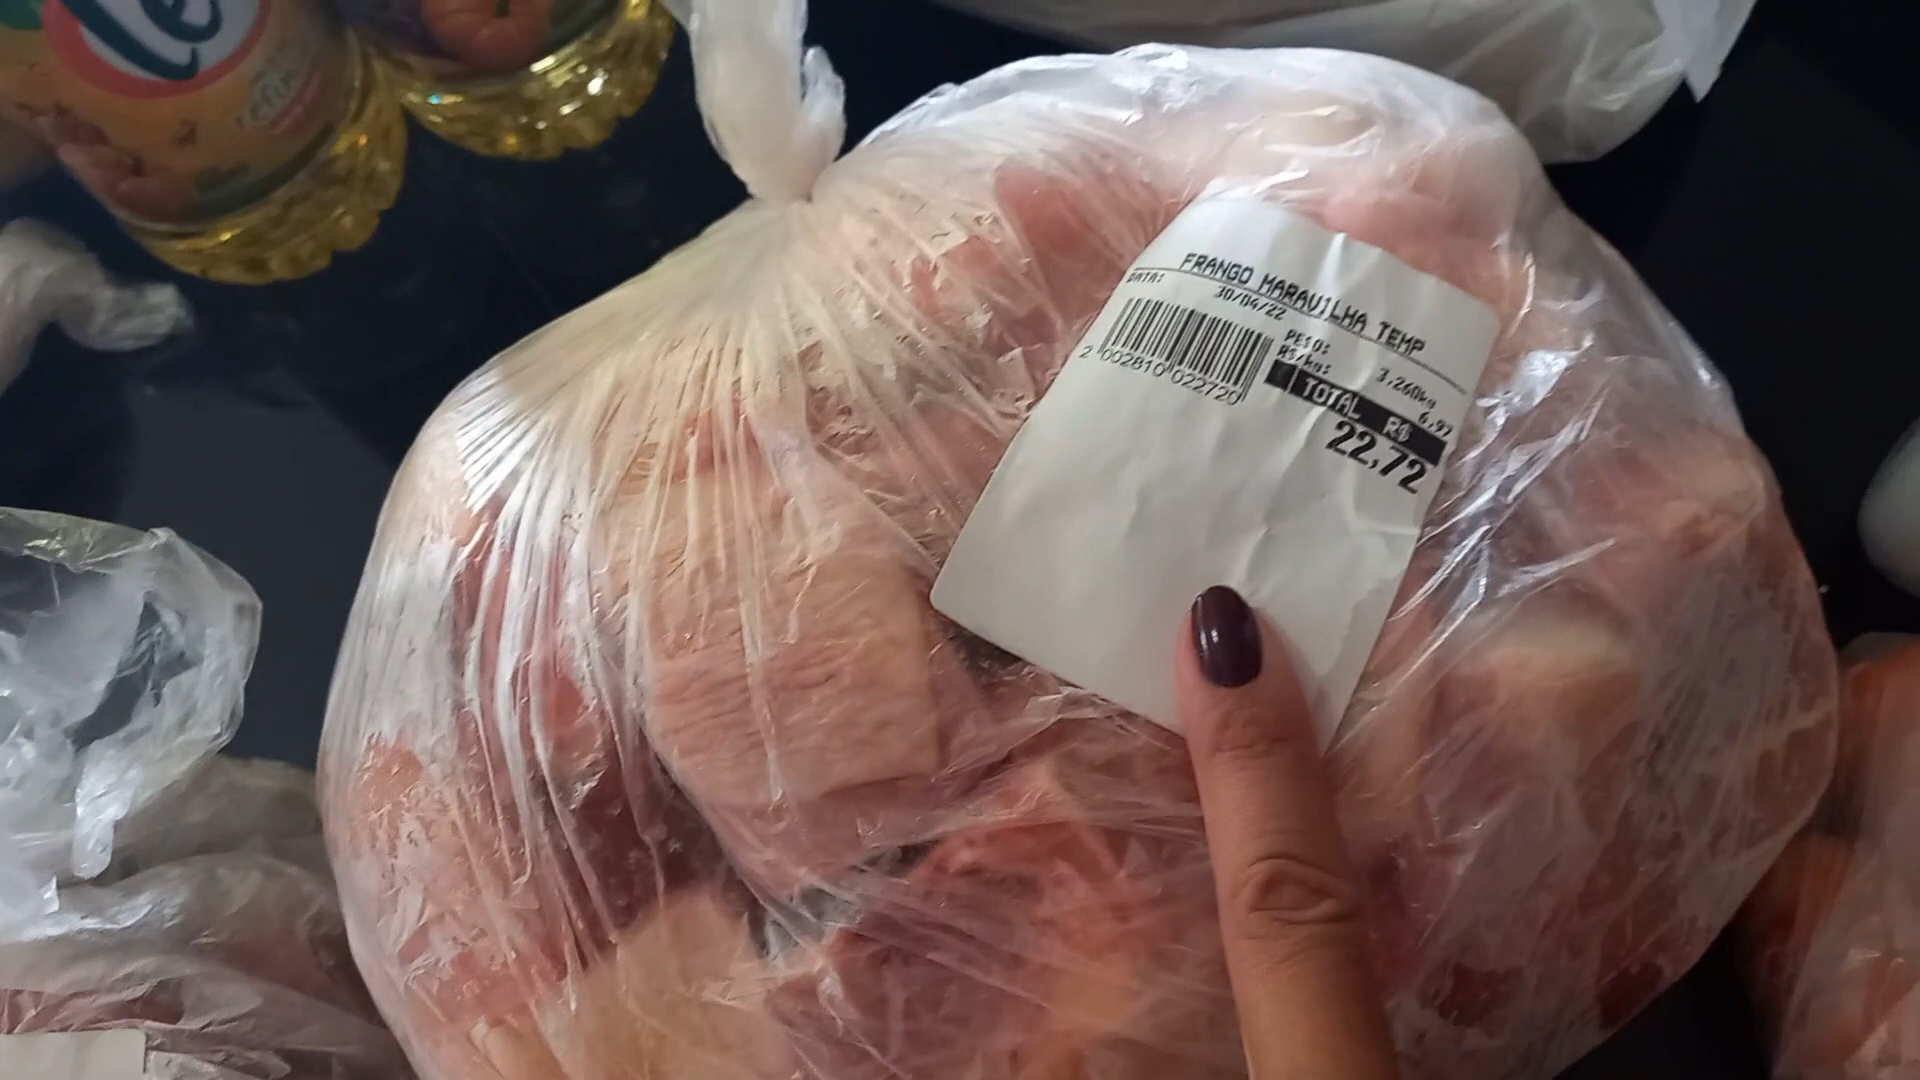 FRANGO MARAVILHA TEMP
DATA:
30/04/22
PESO: 3,260kg
R$/kg: 6,97
2 002810 022720
TOTAL R$
22,72